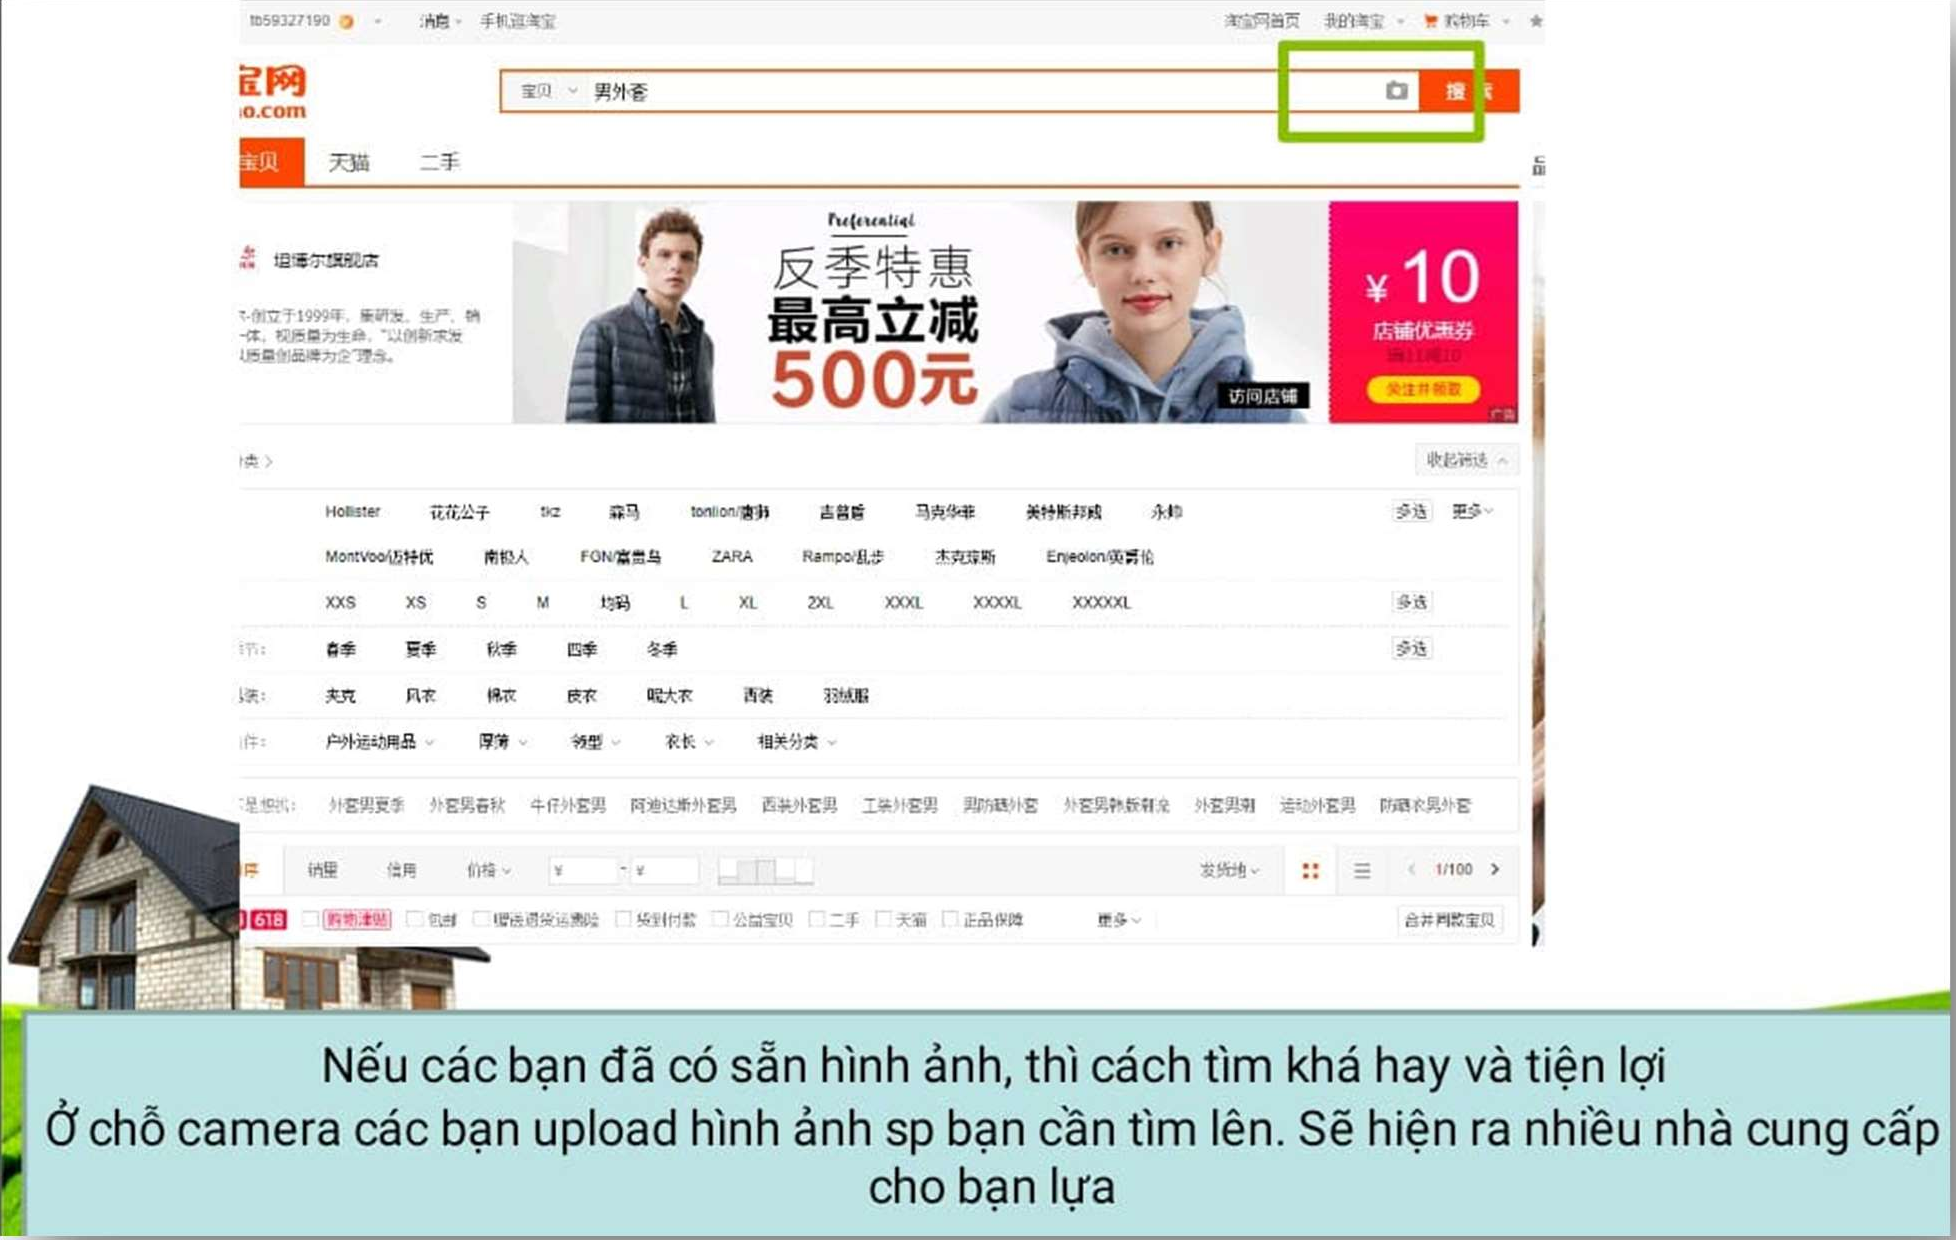 tb59327190 消息 手机逛淘宝 淘宝网首页 我的淘宝 购物车
宝网
o.com
宝贝 男外套 搜
宝贝 天猫 二手
Preferential
反季特惠
最高立减
500元
访问店铺
¥10
店铺优惠券
满11减10
关注并领取
广告
坦博尔旗舰店
创立于1999年，集研发、生产、销
一体，视质量为生命，"以创新求发
质量创品牌为企"理念。
类 收起筛选
Hollister 花花公子 tkz 森马 tonlion/唐狮 吉普盾 马克华菲 美特斯邦威 永帅 多选 更多
MontVoo/迈特优 南极人 FGN/富贵鸟 ZARA Rampo/乱步 杰克琼斯 Enjeolon/英爵伦
XXS XS S M 均码 L XL 2XL XXXL XXXXL XXXXXL 多选
节: 春季 夏季 秋季 四季 冬季 多选
装: 夹克 风衣 棉衣 皮衣 呢大衣 西装 羽绒服
件: 户外运动用品 厚薄 领型 衣长 相关分类
是想找: 外套男夏季 外套男春秋 牛仔外套男 阿迪达斯外套男 西装外套男 工装外套男 男防晒外套 外套男韩版潮流 外套男潮 运动外套男 防晒衣男外套
序 销量 信用 价格 ¥ - ¥ 发货地 1/100
618 购物津贴 包邮 赠送退货运费险 货到付款 公益宝贝 二手 天猫 正品保障 更多 合并同款宝贝
Nếu các bạn đã có sẵn hình ảnh, thì cách tìm khá hay và tiện lợi
Ở chỗ camera các bạn upload hình ảnh sp bạn cần tìm lên. Sẽ hiện ra nhiều nhà cung cấp
cho bạn lựa